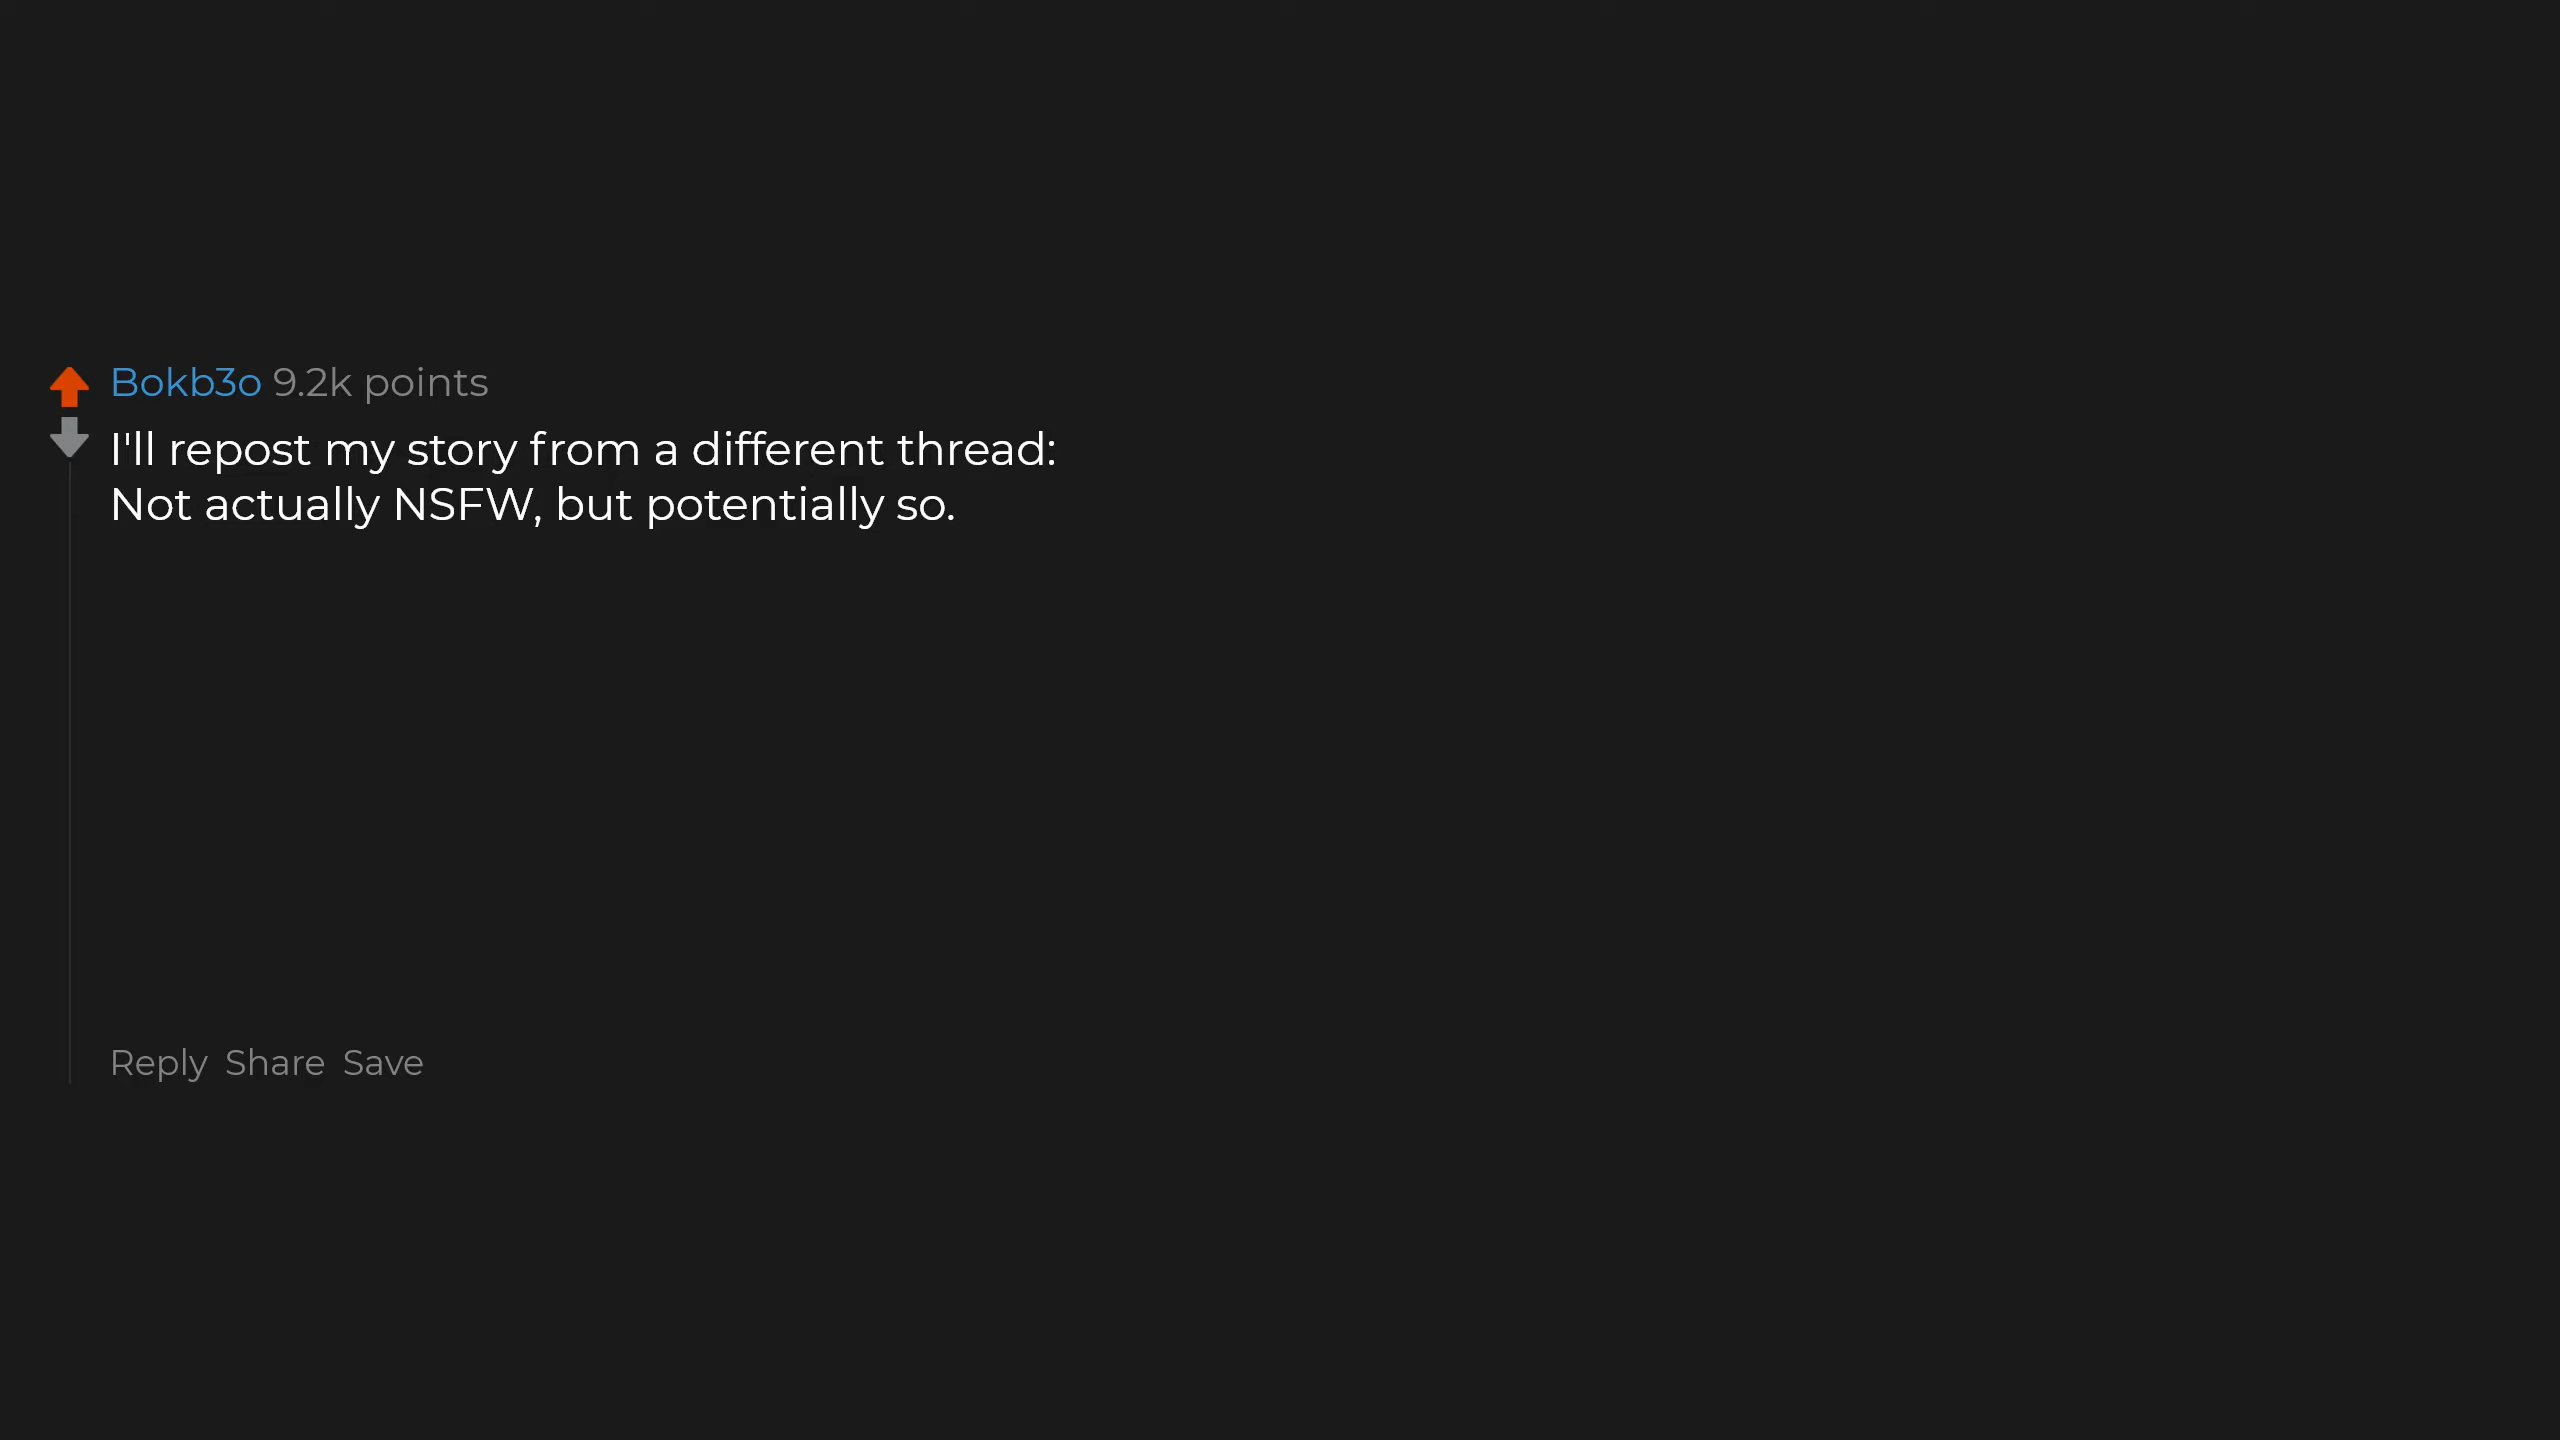 Bokb3o 9.2k points
I'll repost my story from a different thread:
Not actually NSFW, but potentially so.
Reply Share Save